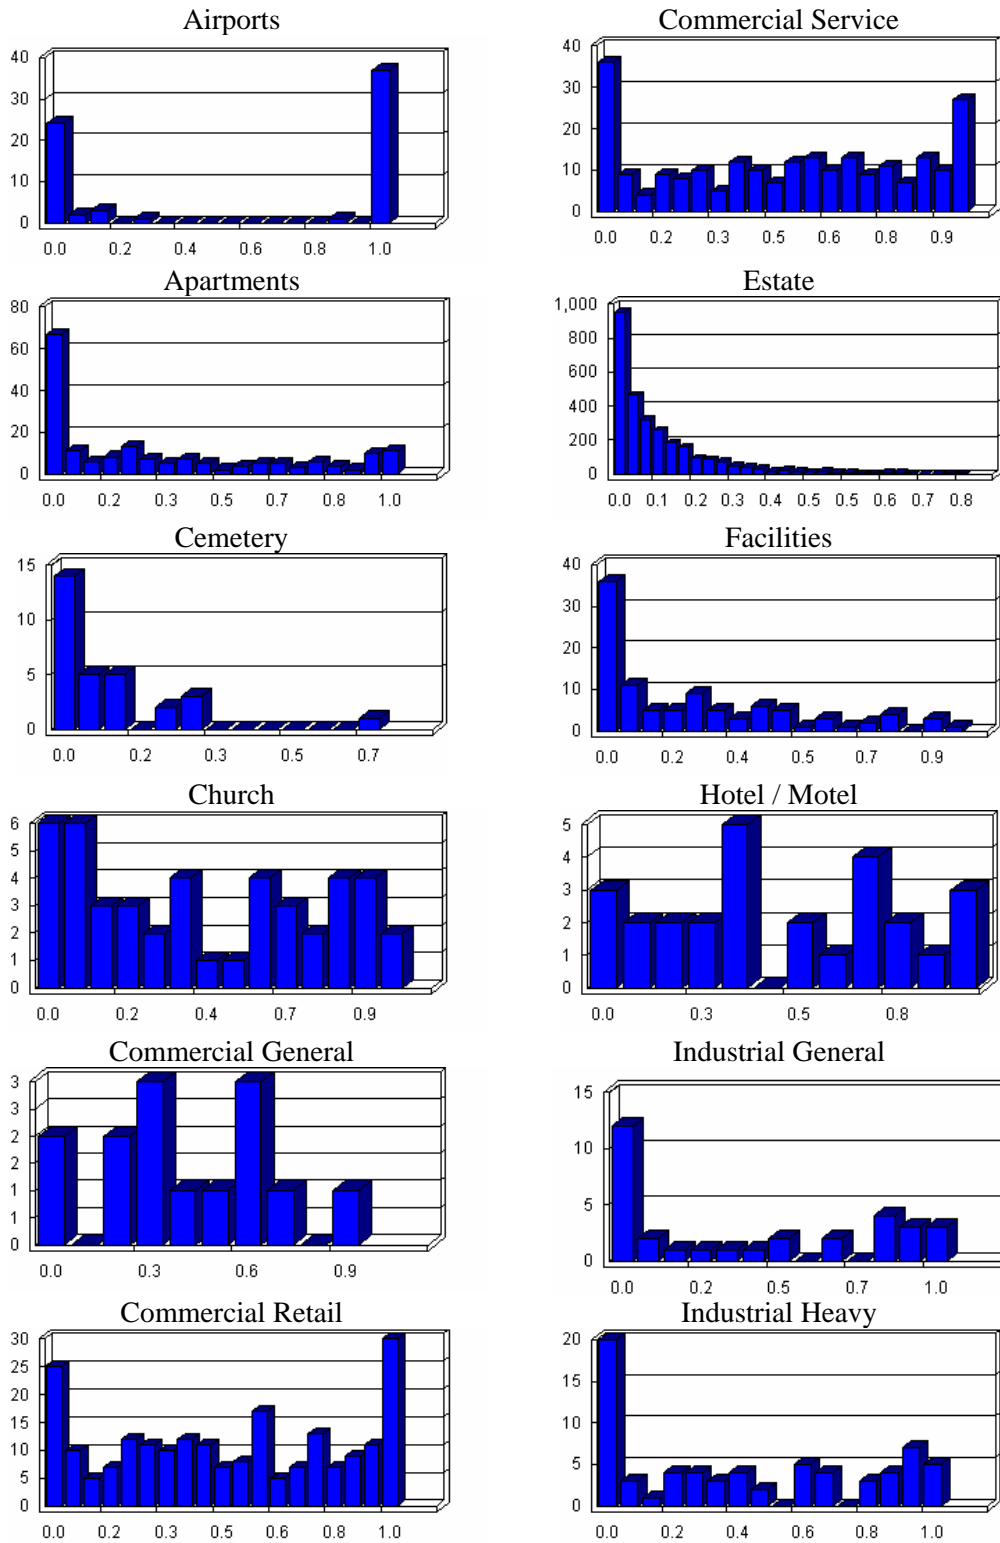 Airports
40
30
20
10
0
0.0 0.2 0.4 0.6 0.8 1.0
Commercial Service
40
30
20
10
0
0.0 0.2 0.3 0.5 0.6 0.8 0.9
Apartments
80
60
40
20
0
0.0 0.2 0.3 0.5 0.7 0.8 1.0
Estate
1,000
800
600
400
200
0
0.0 0.1 0.2 0.3 0.4 0.5 0.5 0.6 0.7 0.8
Cemetery
15
10
5
0
0.0 0.2 0.3 0.5 0.7
Facilities
40
30
20
10
0
0.0 0.2 0.4 0.5 0.7 0.9
Church
6
5
4
3
2
1
0
0.0 0.2 0.4 0.7 0.9
Hotel / Motel
5
4
3
2
1
0
0.0 0.3 0.5 0.8
Commercial General
3
3
2
2
1
1
0
0.0 0.3 0.6 0.9
Industrial General
15
10
5
0
0.0 0.2 0.5 0.7 1.0
Commercial Retail
30
25
20
15
10
5
0
0.0 0.2 0.3 0.5 0.6 0.8 1.0
Industrial Heavy
20
15
10
5
0
0.0 0.2 0.4 0.6 0.8 1.0